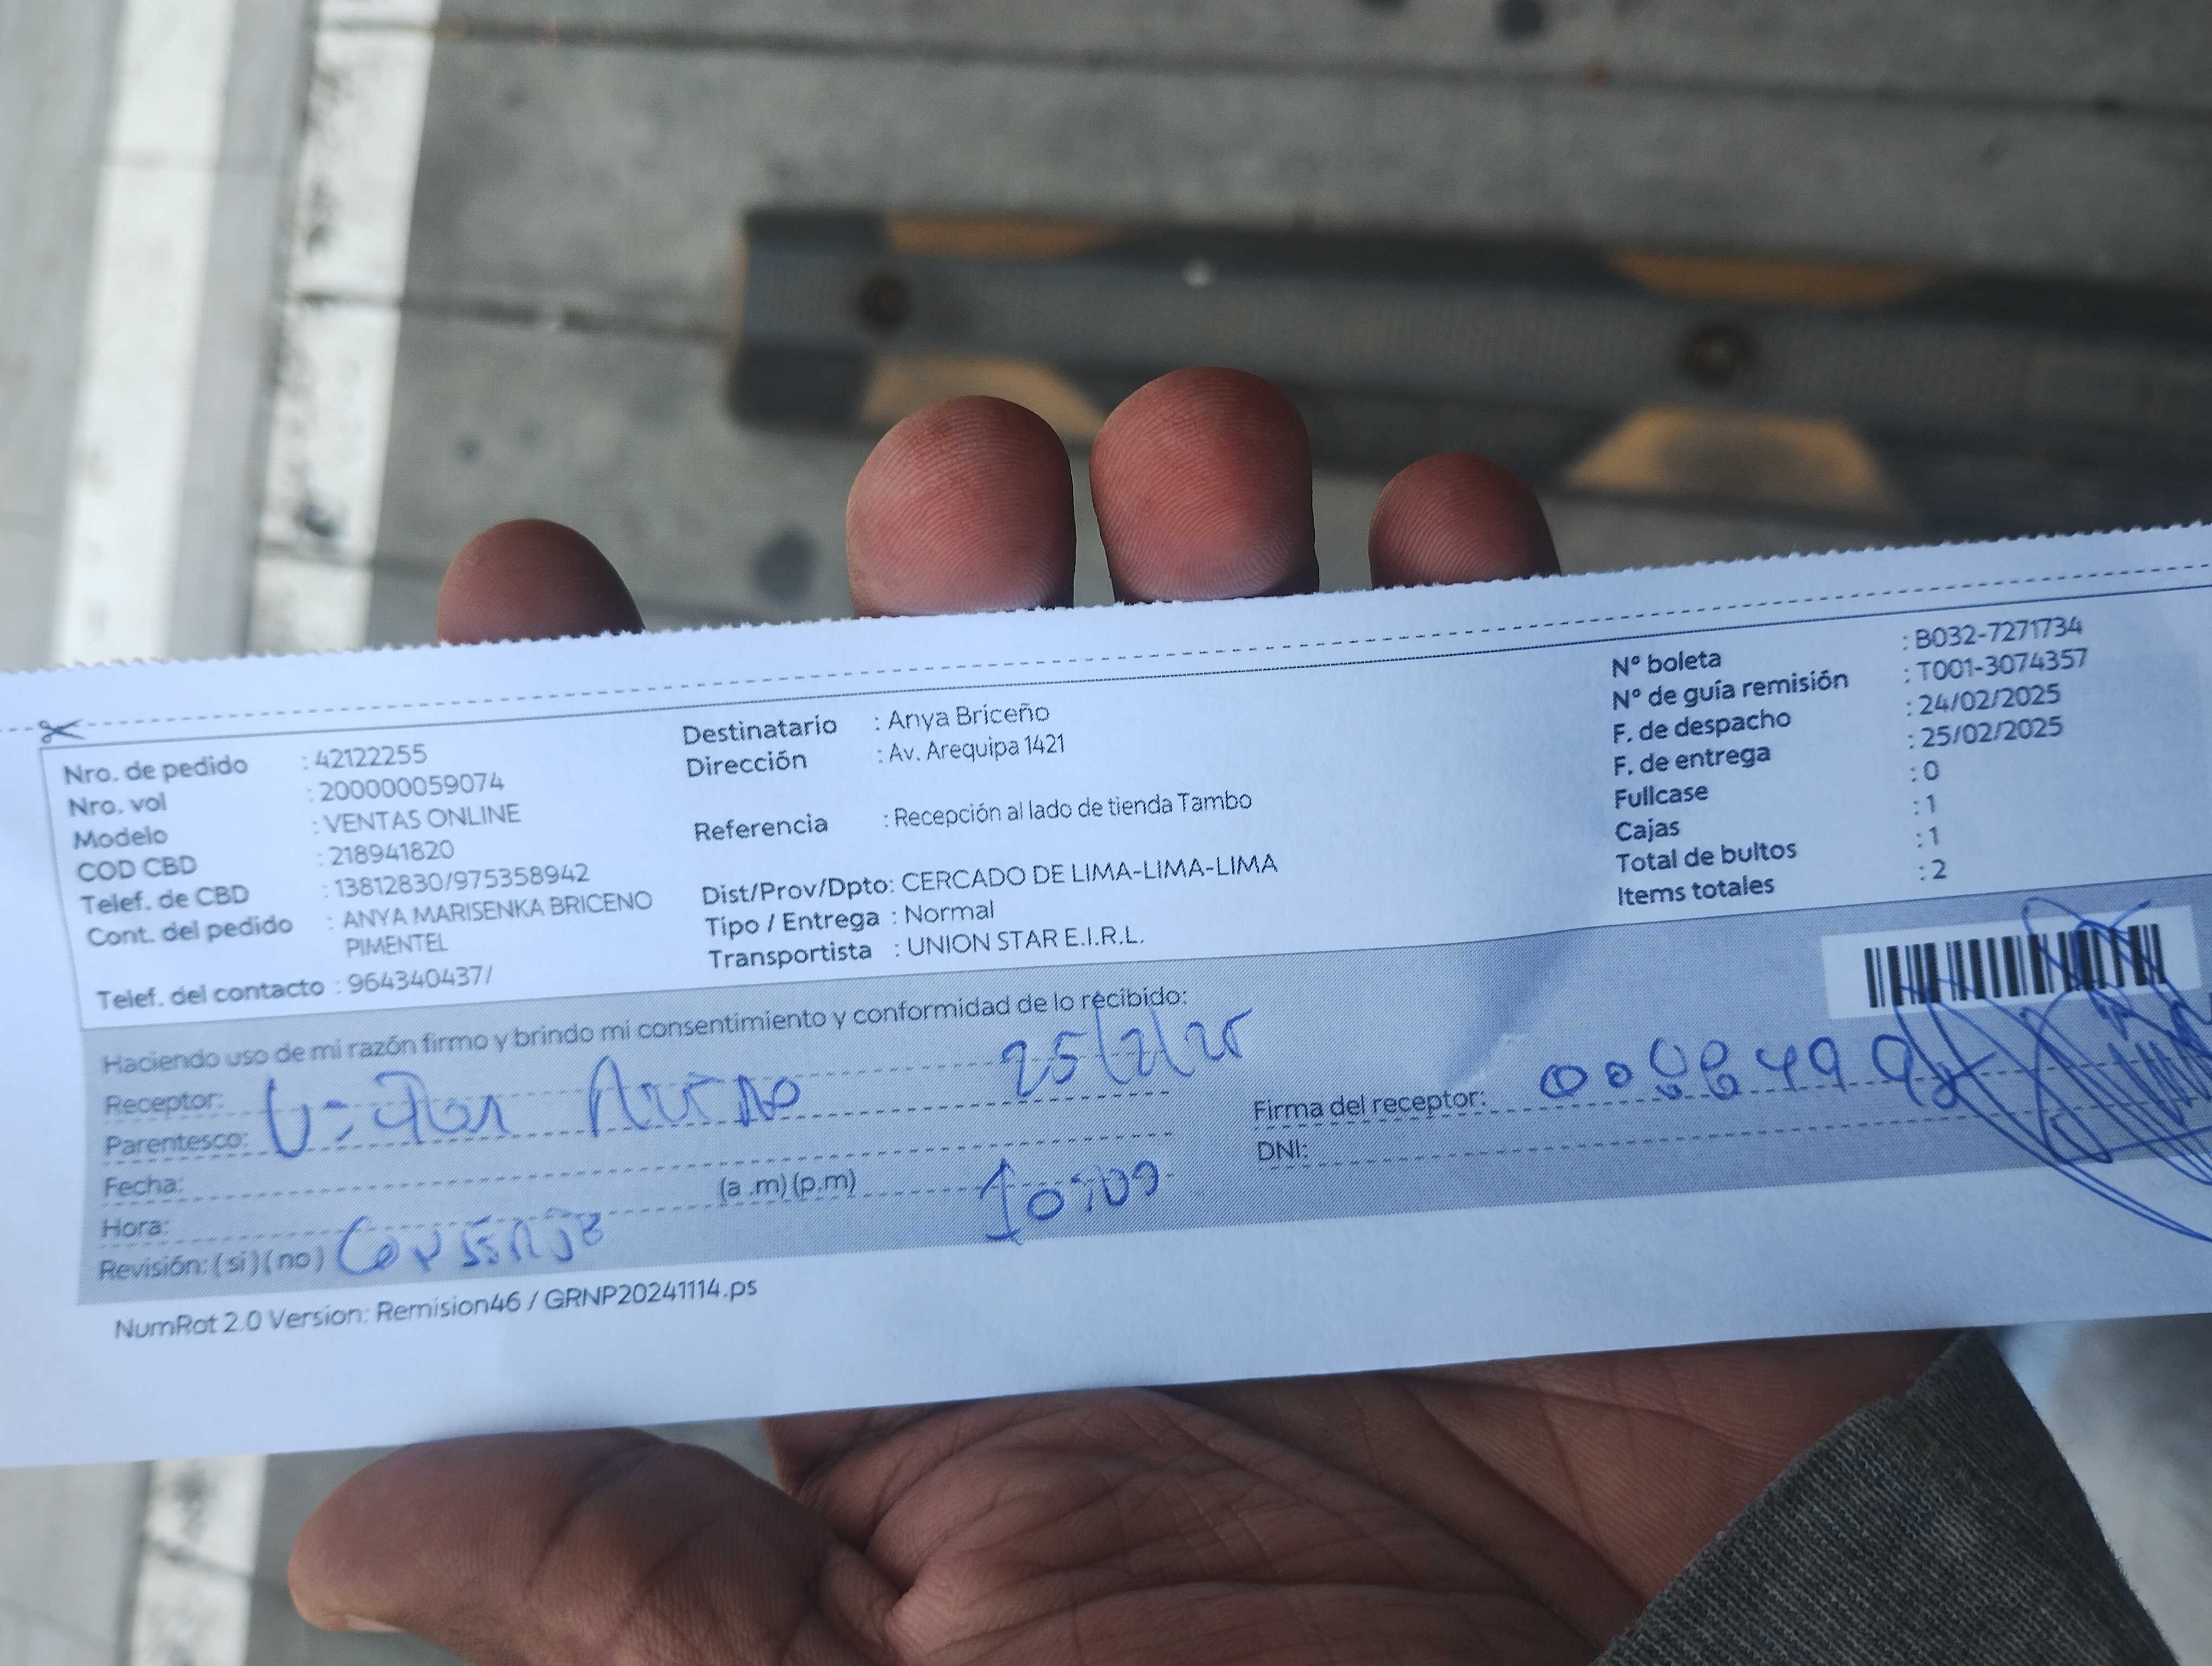 Nro. de pedido : 42122255
Nro. vol : 200000059074
Modelo : VENTAS ONLINE
COD CBD : 218941820
Telef. de CBD : 13812830/975358942
Cont. del pedido : ANYA MARISENKA BRICENO
PIMENTEL
Telef. del contacto : 964340437/
Destinatario : Anya Briceño
Dirección : Av. Arequipa 1421
Referencia : Recepción al lado de tienda Tambo
Dist/Prov/Dpto: CERCADO DE LIMA-LIMA-LIMA
Tipo / Entrega : Normal
Transportista : UNION STAR E.I.R.L.
N° boleta : B032-7271734
N° de guía remisión : T001-3074357
F. de despacho : 24/02/2025
F. de entrega : 25/02/2025
Fullcase : 0
Cajas : 1
Total de bultos : 1
Items totales : 2
Haciendo uso de mi razón firmo y brindo mi consentimiento y conformidad de lo recibido:
Receptor: 25/2/25
Parentesco:
Fecha:
Hora: (a .m) (p.m) 10:09
Revisión: ( si ) ( no )
Firma del receptor:
DNI:
NumRot 2.0 Version: Remision46 / GRNP20241114.ps